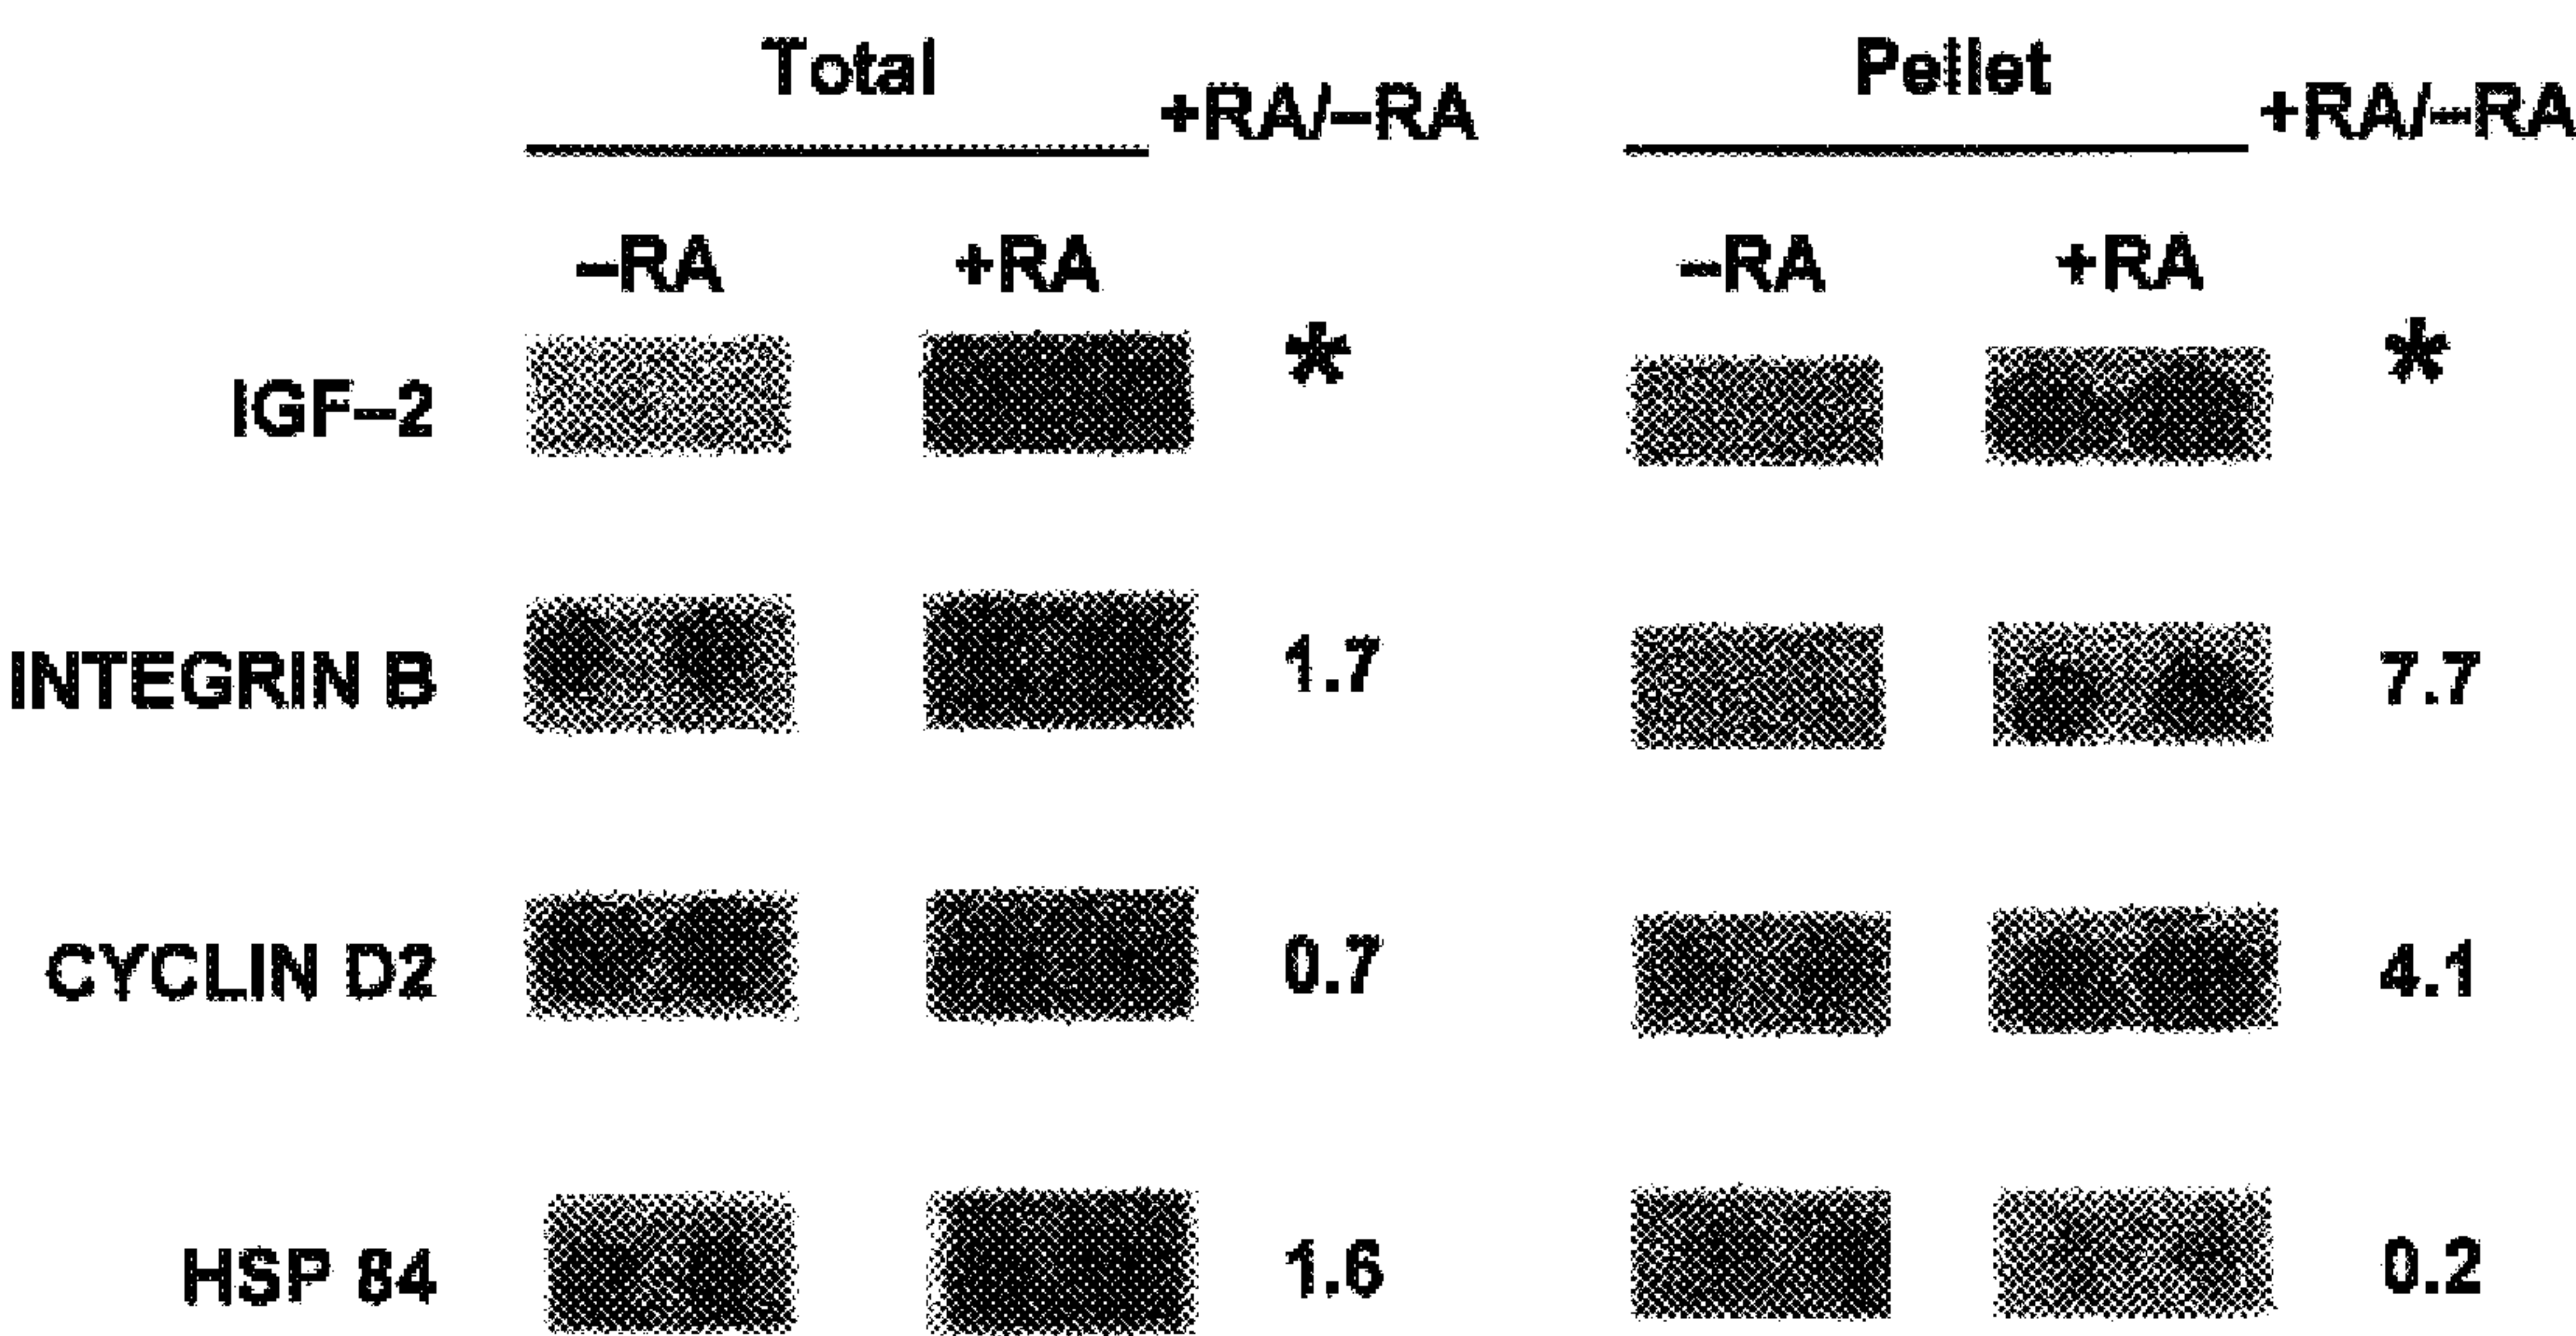 Total +RA/–RA Pellet +RA/–RA
–RA +RA –RA +RA
IGF–2 * *
INTEGRIN B 1.7 7.7
CYCLIN D2 0.7 4.1
HSP 84 1.6 0.2